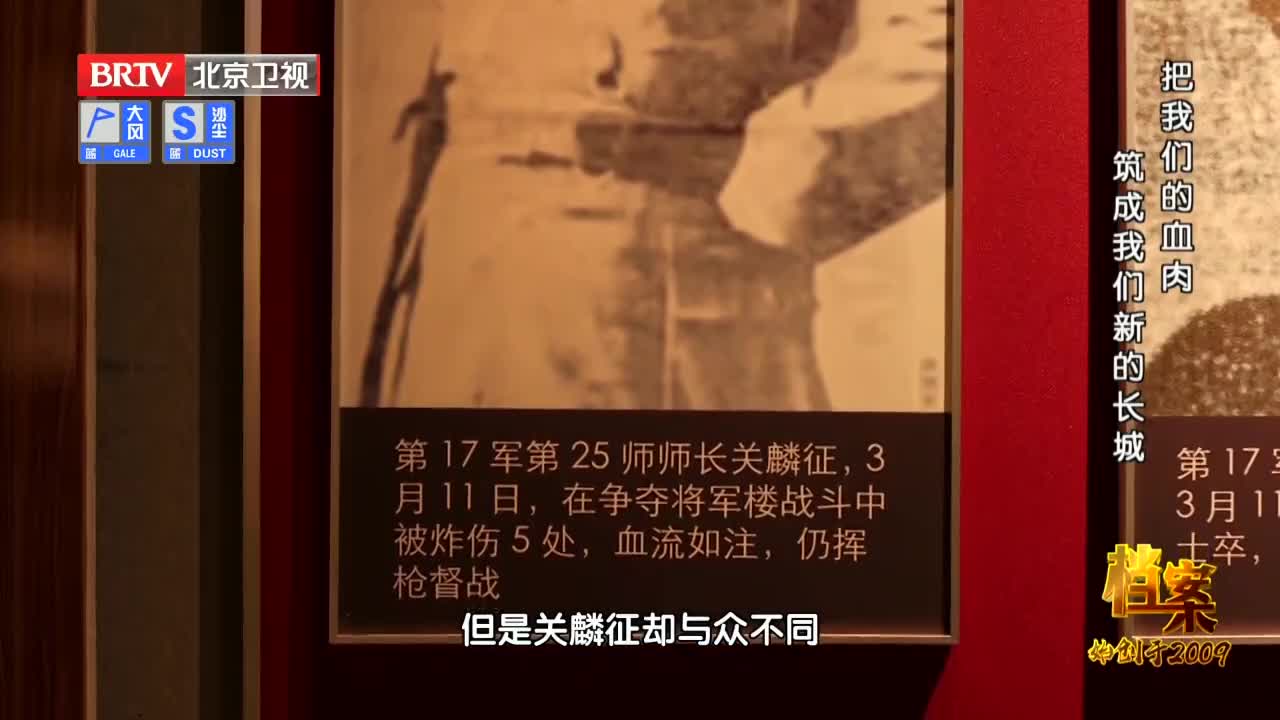 BRTV 北京卫视
大风
蓝 GALE
沙尘
蓝 DUST
把我们的血肉
筑成我们新的长城
第 17 军第 25 师师长关麟征，3
月 11 日，在争夺将军楼战斗中
被炸伤 5 处，血流如注，仍挥
枪督战
第 17
3 月 11
士卒，
但是关麟征却与众不同
档案
始创于2009